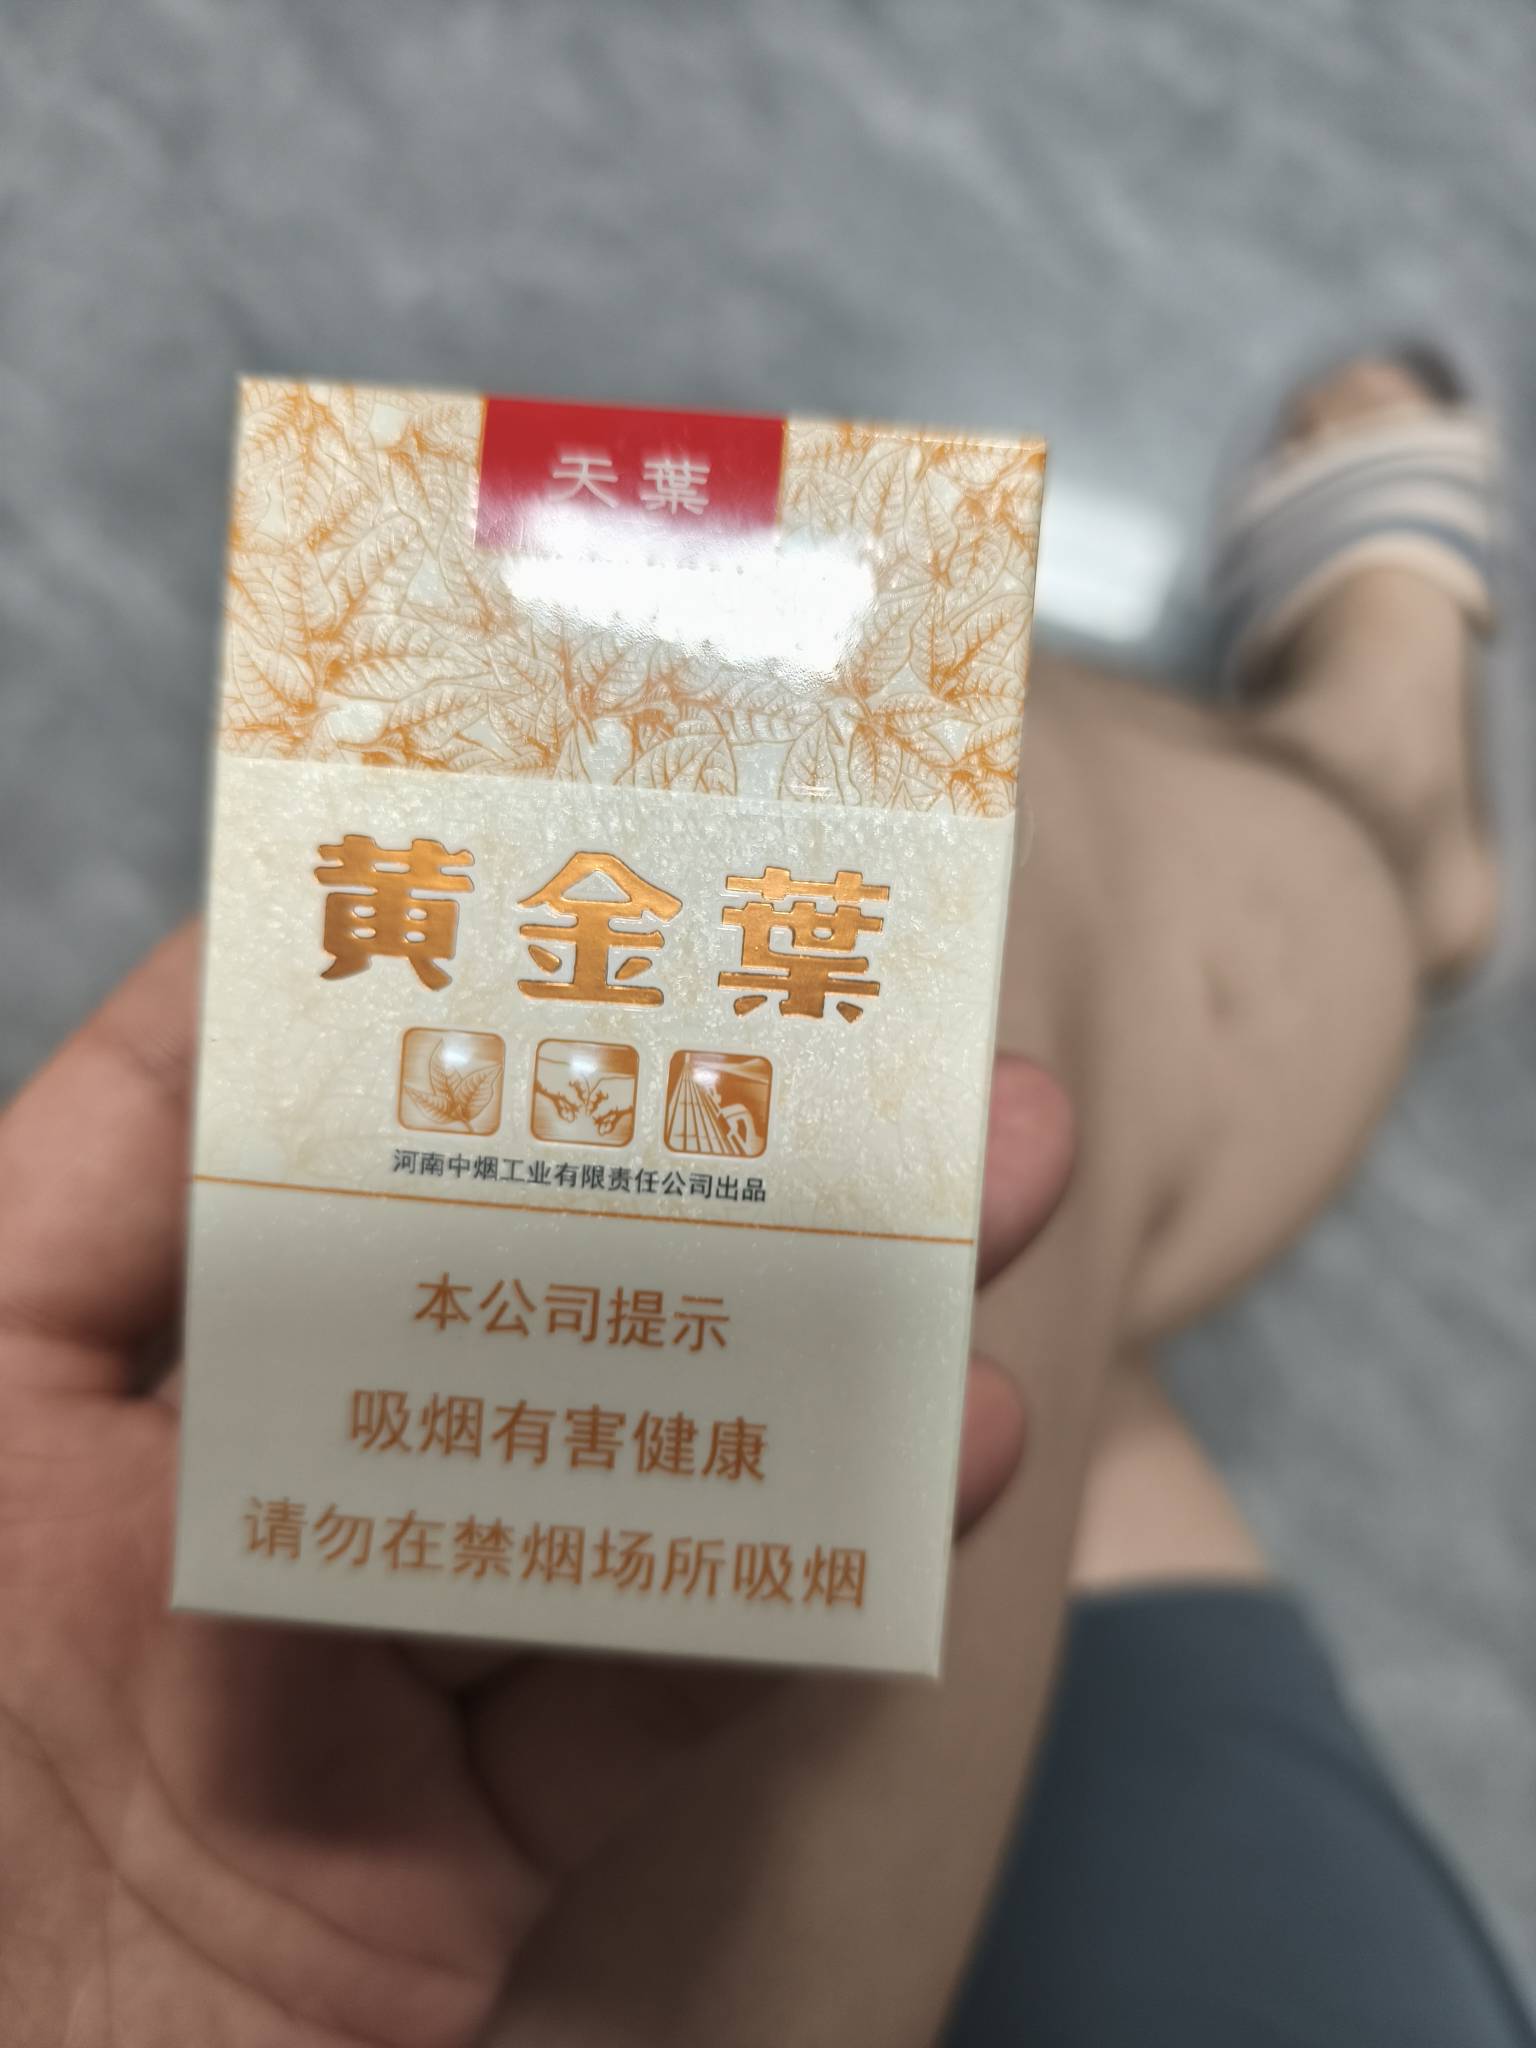 天葉
黄金葉
河南中烟工业有限责任公司出品
本公司提示
吸烟有害健康
请勿在禁烟场所吸烟